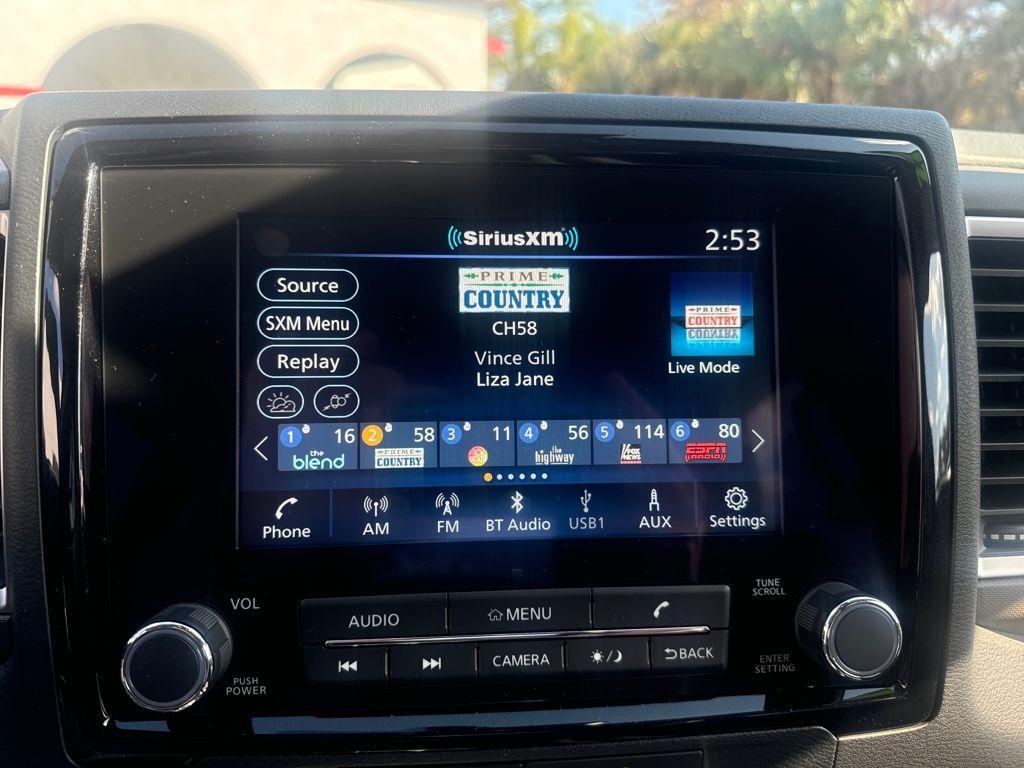 SiriusXM
2:53
Source
SXM Menu
Replay
PRIME
COUNTRY
CH58
Vince Gill
Liza Jane
PRIME
COUNTRY
Live Mode
1 16
the
blend
2 58
PRIME
COUNTRY
3 11
4 56
the
highway
5 114
FOX
NEWS
6 80
ESPN
RADIO
Phone
AM
FM
BT Audio
USB1
AUX
Settings
VOL
PUSH
POWER
AUDIO
MENU
CAMERA
BACK
TUNE
SCROLL
ENTER
SETTING